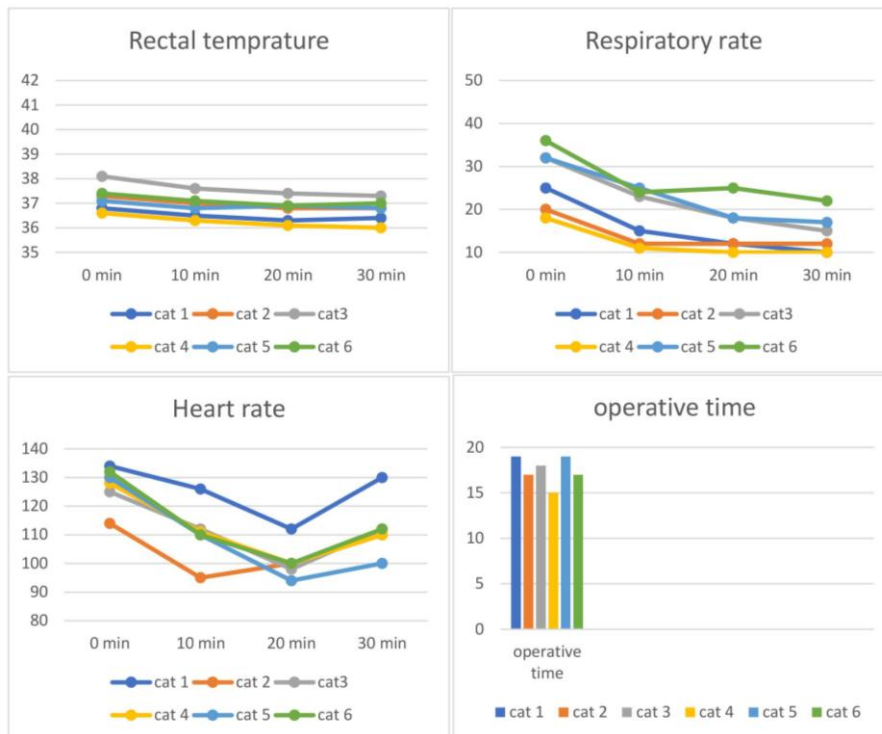 Rectal temprature
42
41
40
39
38
37
36
35
0 min 10 min 20 min 30 min
cat 1 cat 2 cat3
cat 4 cat 5 cat 6
Respiratory rate
50
40
30
20
10
0 min 10 min 20 min 30 min
cat 1 cat 2 cat3
cat 4 cat 5 cat 6
Heart rate
140
130
120
110
100
90
80
0 min 10 min 20 min 30 min
cat 1 cat 2 cat3
cat 4 cat 5 cat 6
operative time
20
15
10
5
0
operative
time
cat 1 cat 2 cat 3 cat 4 cat 5 cat 6